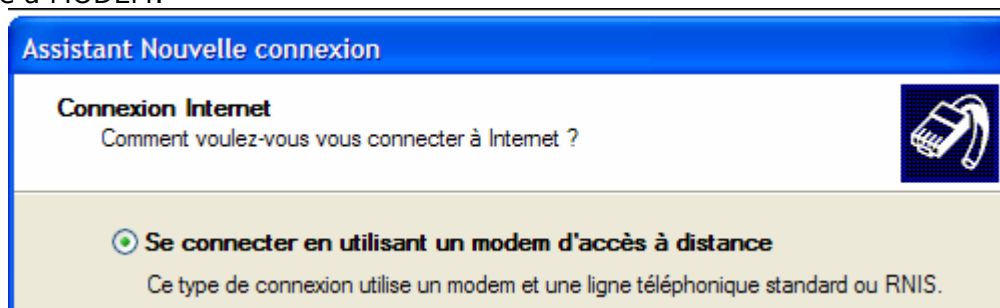 MODEM.
Assistant Nouvelle connexion
Connexion Internet
Comment voulez-vous vous connecter à Internet ?
Se connecter en utilisant un modem d'accès à distance
Ce type de connexion utilise un modem et une ligne téléphonique standard ou RNIS.